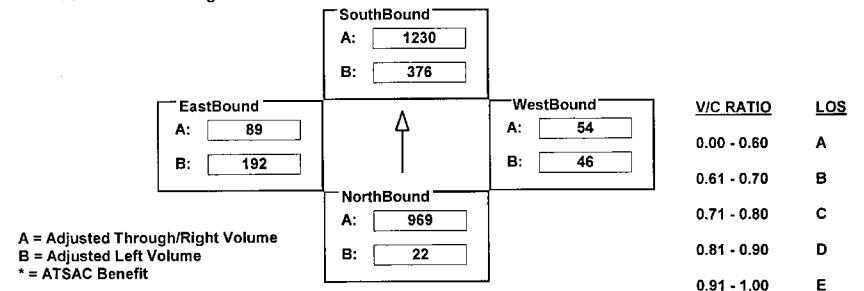 SouthBound
A: 1230
B: 376
EastBound
A: 89
B: 192
WestBound
A: 54
B: 46
NorthBound
A: 969
B: 22
A = Adjusted Through/Right Volume
B = Adjusted Left Volume
* = ATSAC Benefit
V/C RATIO LOS
0.00 - 0.60 A
0.61 - 0.70 B
0.71 - 0.80 C
0.81 - 0.90 D
0.91 - 1.00 E